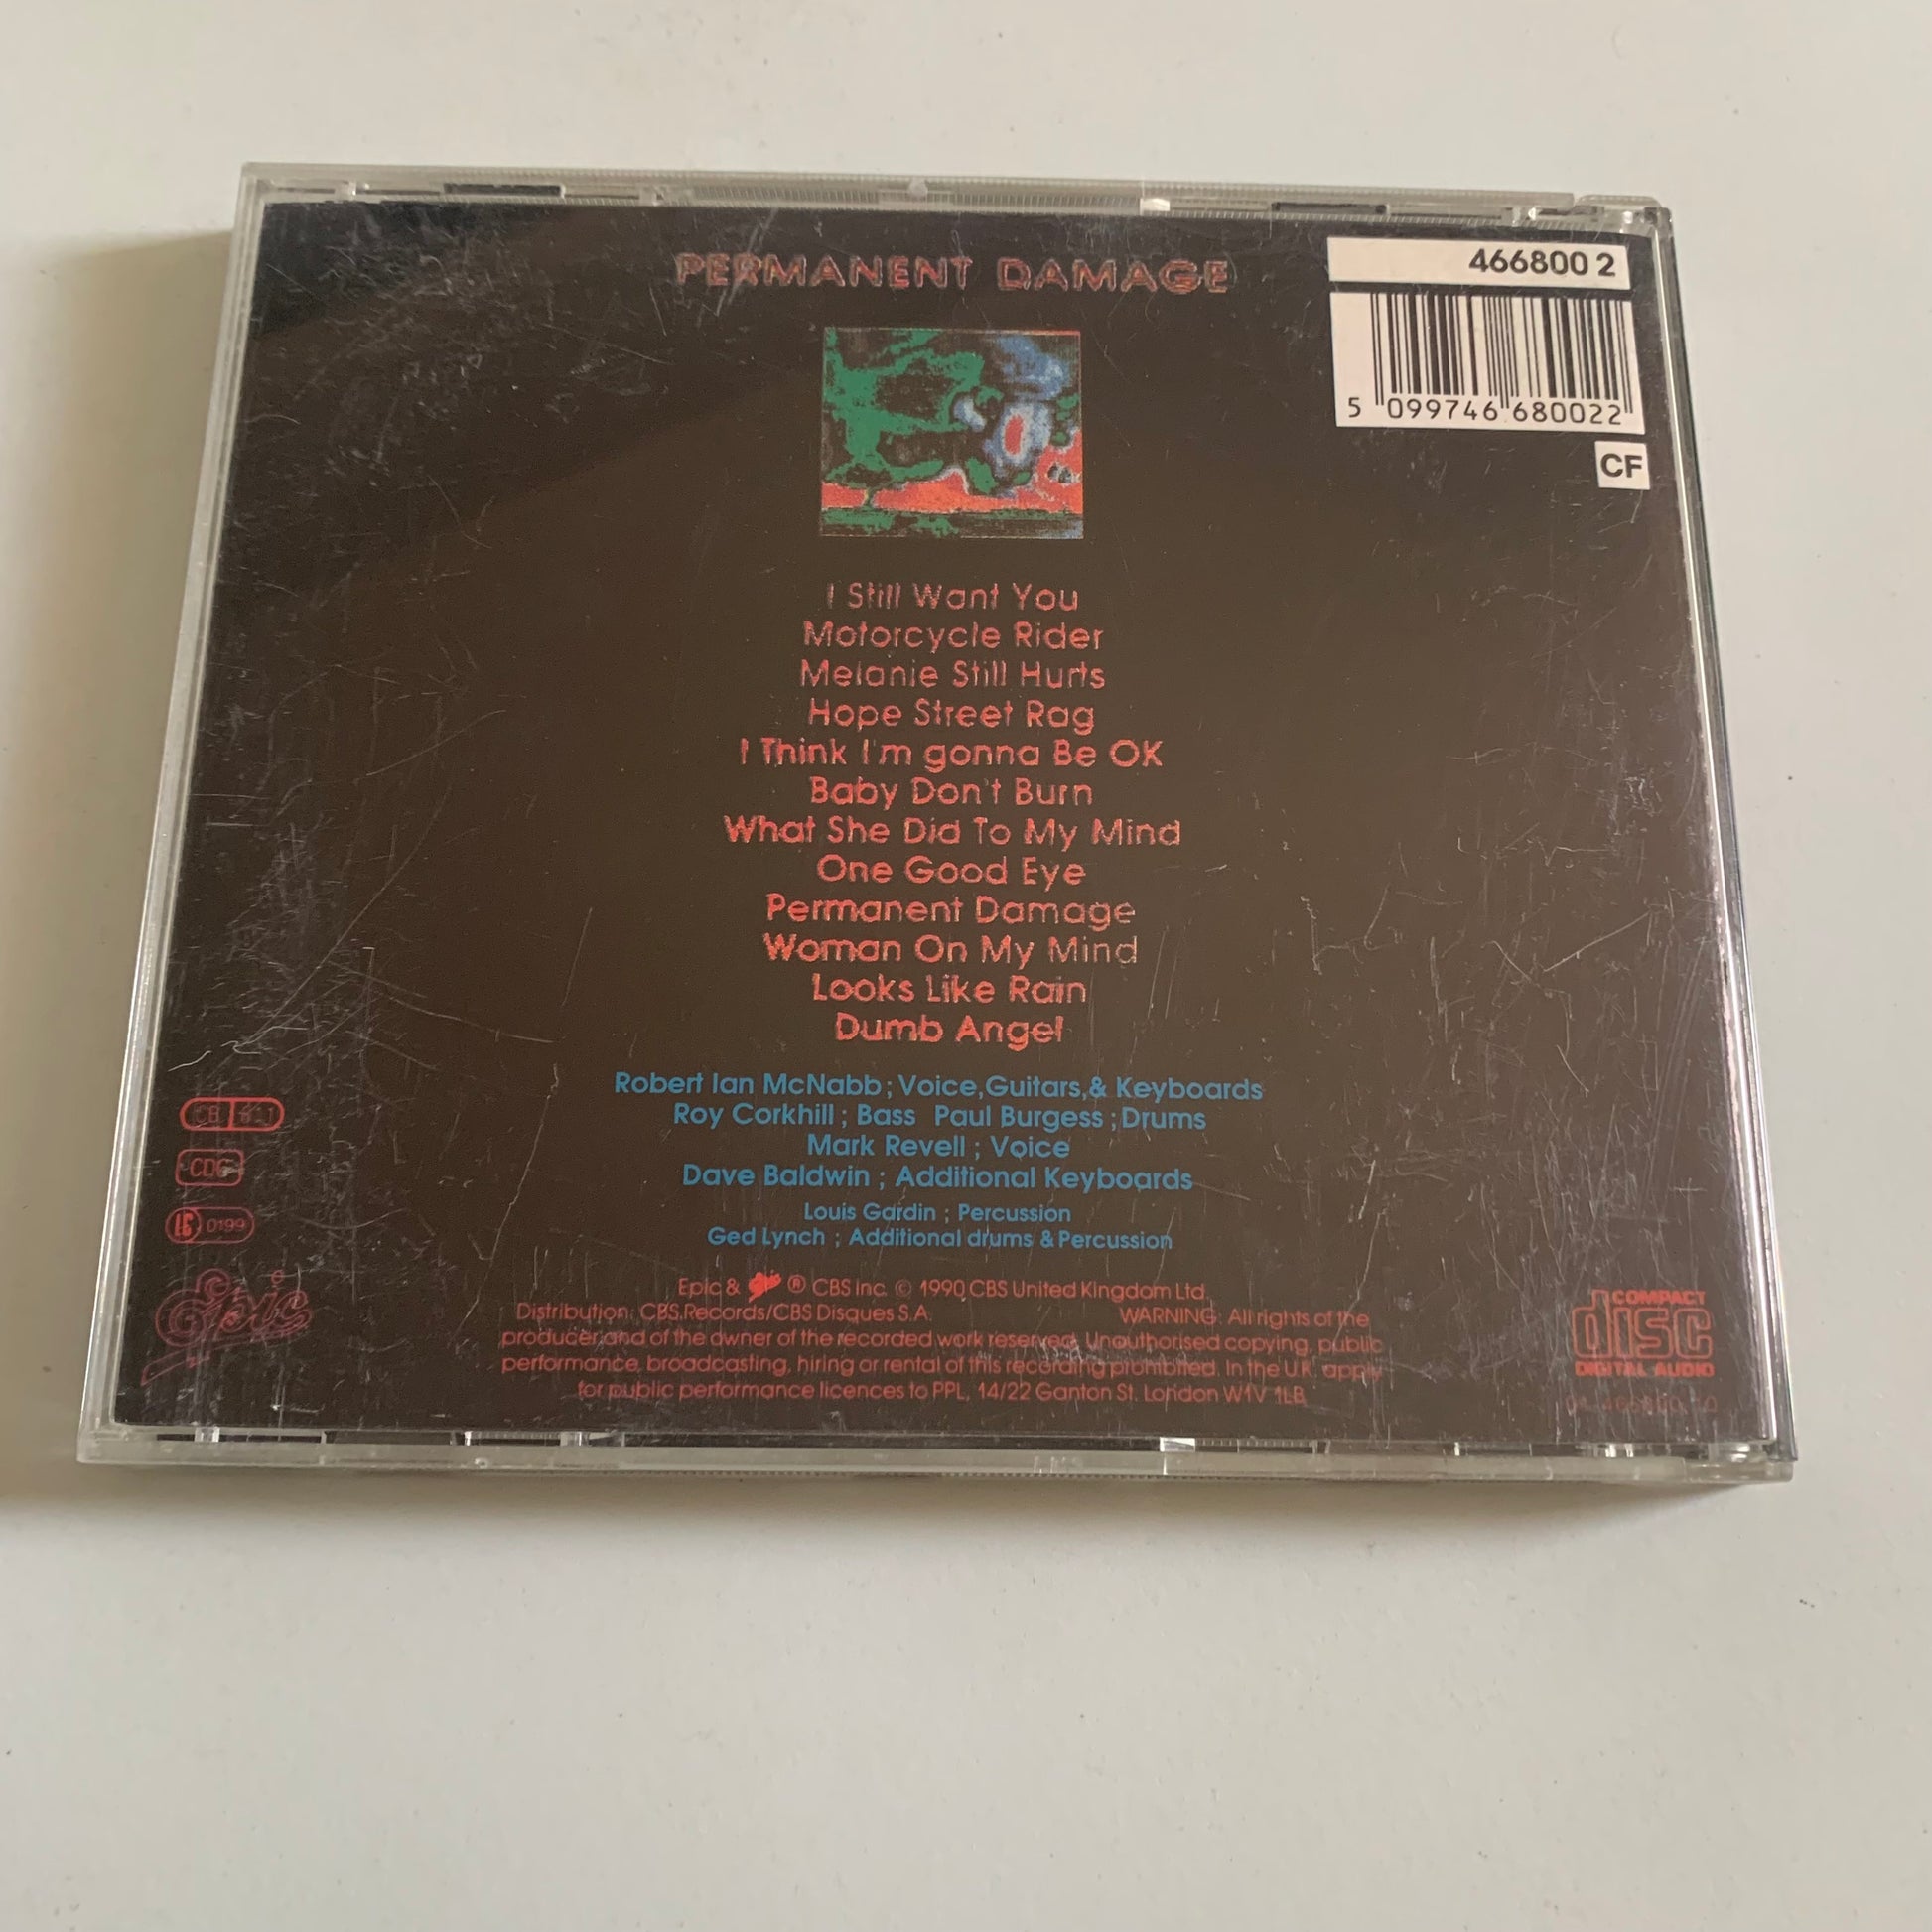 PERMANENT DAMAGE
466800 2
5 099746 680022
CF
I Still Want You
Motorcycle Rider
Melanie Still Hurts
Hope Street Rag
I Think I'm gonna Be OK
Baby Don't Burn
What She Did To My Mind
One Good Eye
Permanent Damage
Woman On My Mind
Looks Like Rain
Dumb Angel
Robert Ian McNabb ; Voice, Guitars, & Keyboards
Roy Corkhill ; Bass Paul Burgess ; Drums
Mark Revell ; Voice
Dave Baldwin ; Additional Keyboards
Louis Gardin ; Percussion
Ged Lynch ; Additional drums & Percussion
CB 611
CDC
0199
Epic
Epic & Epic ® CBS Inc. © 1990 CBS United Kingdom Ltd.
Distribution: CBS Records/CBS Disques S.A. WARNING: All rights of the
producer and of the owner of the recorded work reserved. Unauthorised copying, public
performance, broadcasting, hiring or rental of this recording prohibited. In the U.K. apply
for public performance licences to PPL, 14/22 Ganton St. London W1V 1LB
COMPACT
disc
DIGITAL AUDIO